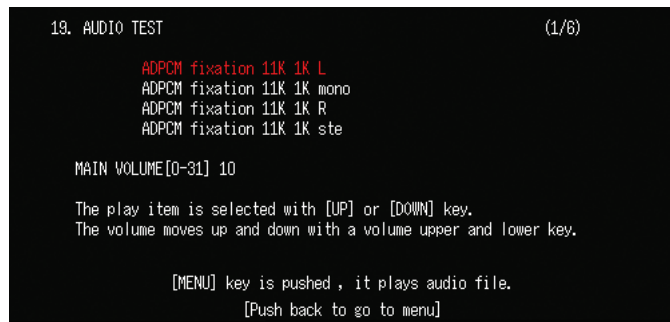 19. AUDIO TEST (1/6)
ADPCM fixation 11K 1K L
ADPCM fixation 11K 1K mono
ADPCM fixation 11K 1K R
ADPCM fixation 11K 1K ste
MAIN VOLUME[0-31] 10
The play item is selected with [UP] or [DOWN] key.
The volume moves up and down with a volume upper and lower key.
[MENU] key is pushed , it plays audio file.
[Push back to go to menu]